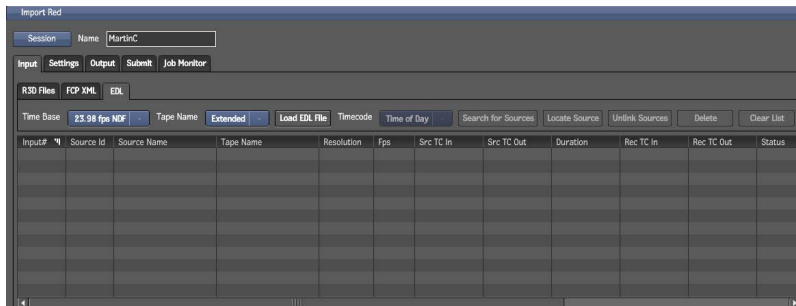 Import Red
Session Name MartinC
Input Settings Output Submit Job Monitor
R3D Files FCP XML EDL
Time Base 23.98 fps NDF Tape Name Extended Load EDL File Timecode Time of Day Search for Sources Locate Source Unlink Sources Delete Clear List
Input# Source Id Source Name Tape Name Resolution Fps Src TC In Src TC Out Duration Rec TC In Rec TC Out Status